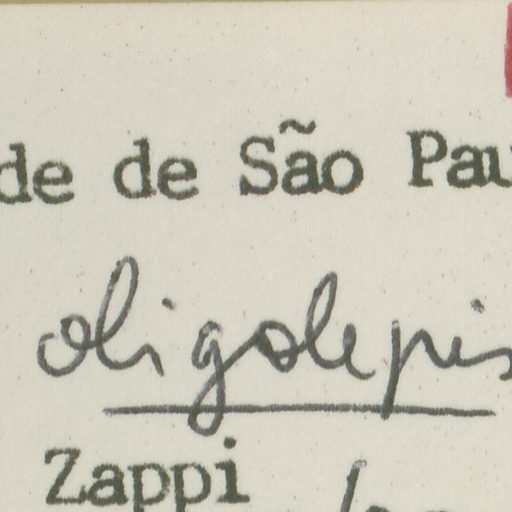 de de São Pau
oligolepis
Zappi